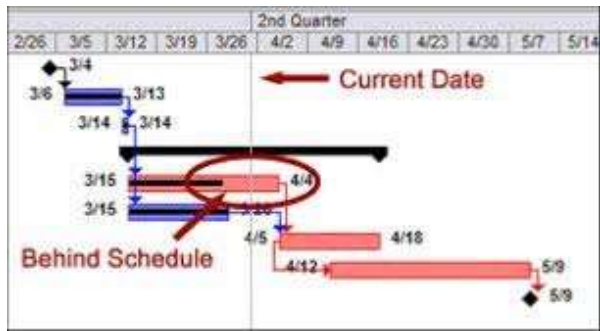 2nd Quarter
2/26 3/5 3/12 3/19 3/26 4/2 4/9 4/16 4/23 4/30 5/7 5/14
3/4
Current Date
3/6 3/13
3/14 3/14
3/15 4/4
3/15
4/5 4/18
Behind Schedule
4/12 5/9
5/9